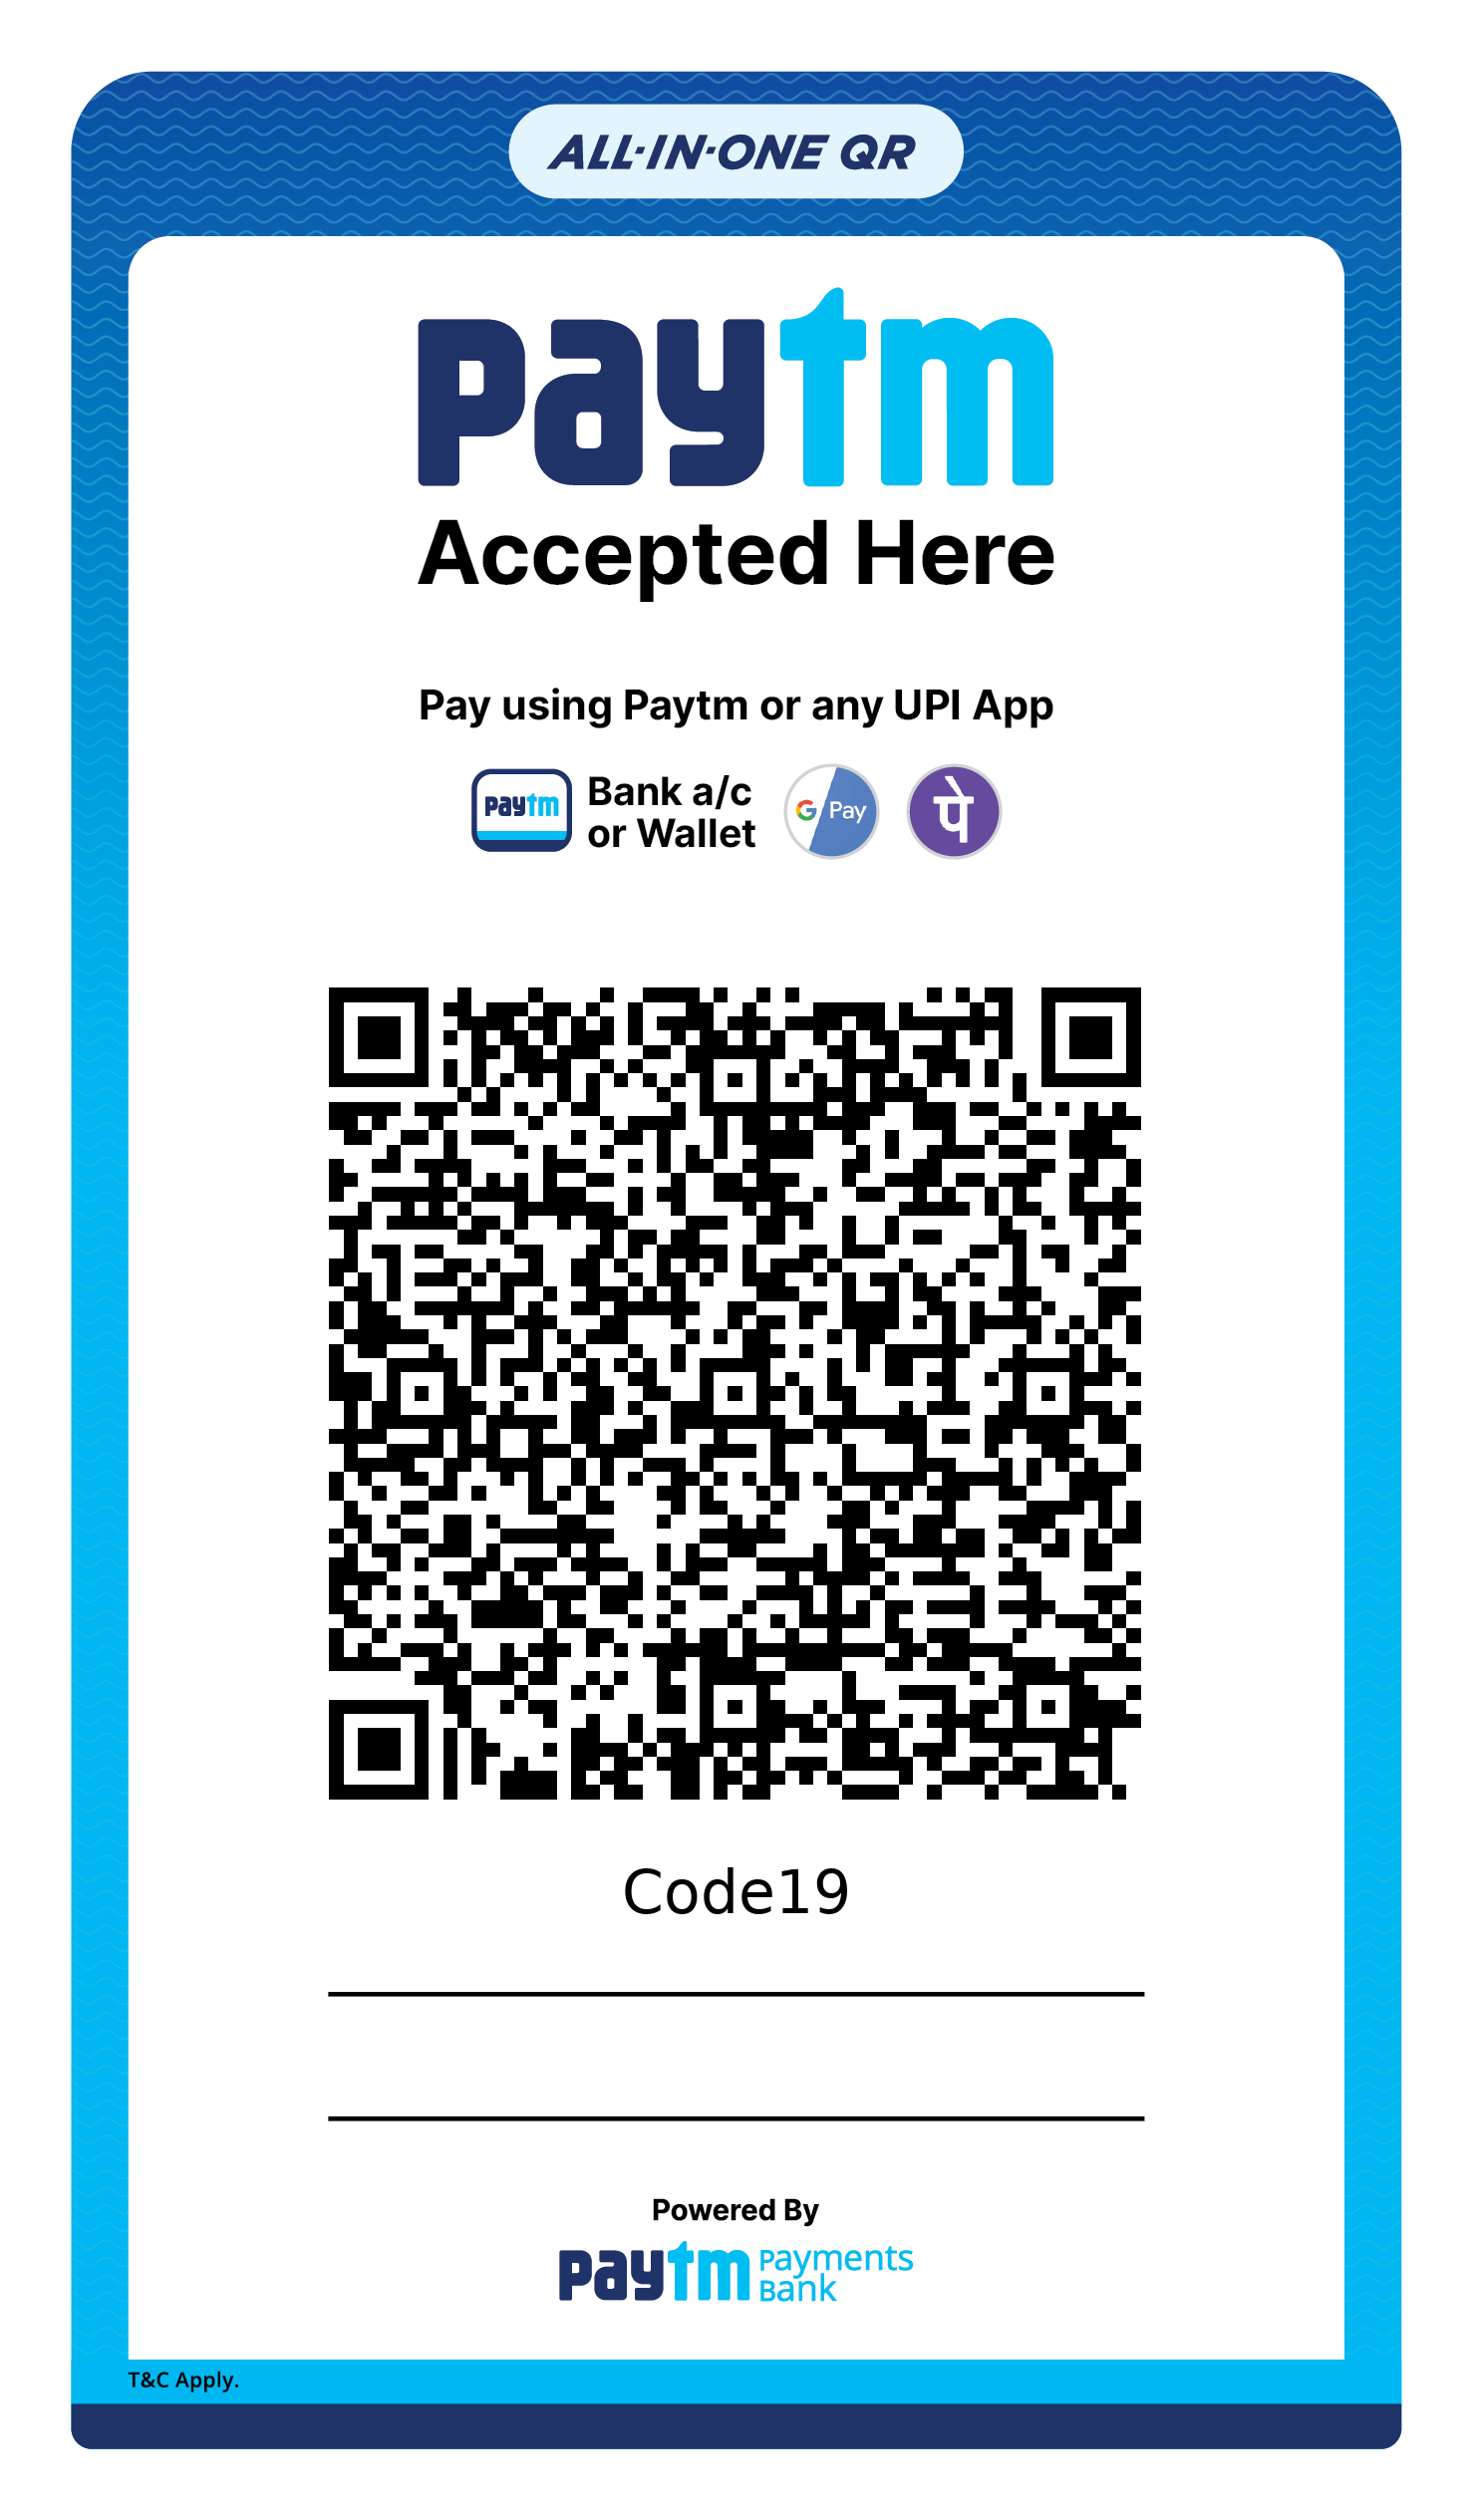 ALL-IN-ONE QR
paytm
Accepted Here
Pay using Paytm or any UPI App
paytm
Bank a/c
or Wallet
G Pay
पे
Code19
Powered By
paytm Payments
Bank
T&C Apply.